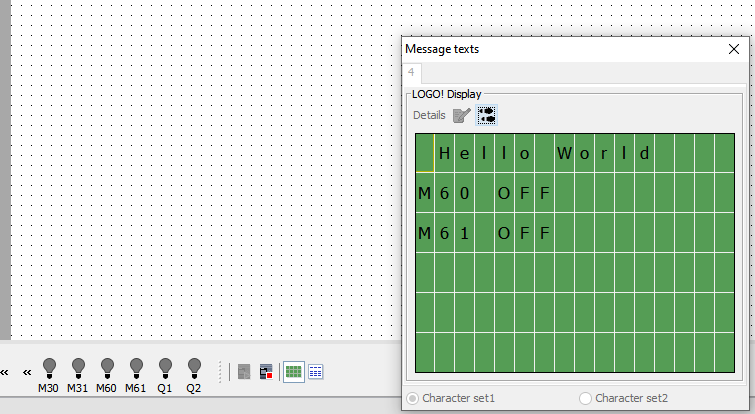 Message texts
4
LOGO! Display
Details
Hello World
M60 OFF
M61 OFF
M30 M31 M60 M61 Q1 Q2
Character set1 Character set2